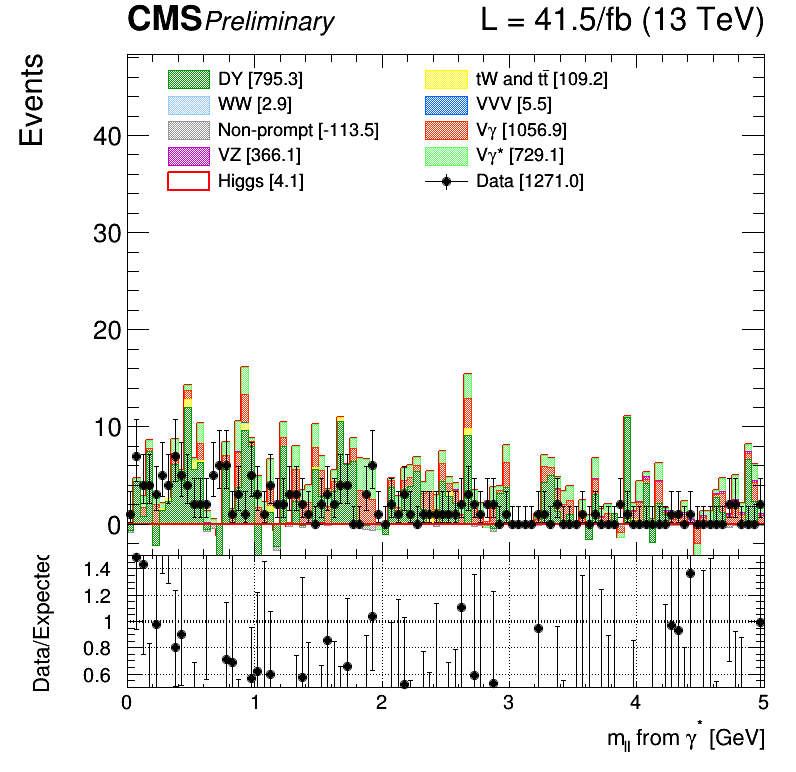 CMS Preliminary L = 41.5/fb (13 TeV)
Events
DY [795.3] tW and tt̄ [109.2]
WW [2.9] VVV [5.5]
Non-prompt [-113.5] Vγ [1056.9]
VZ [366.1] Vγ* [729.1]
Higgs [4.1] Data [1271.0]
40
30
20
10
0
Data/Expected
1.4
1.2
1
0.8
0.6
0 1 2 3 4 5
m_ll from γ* [GeV]